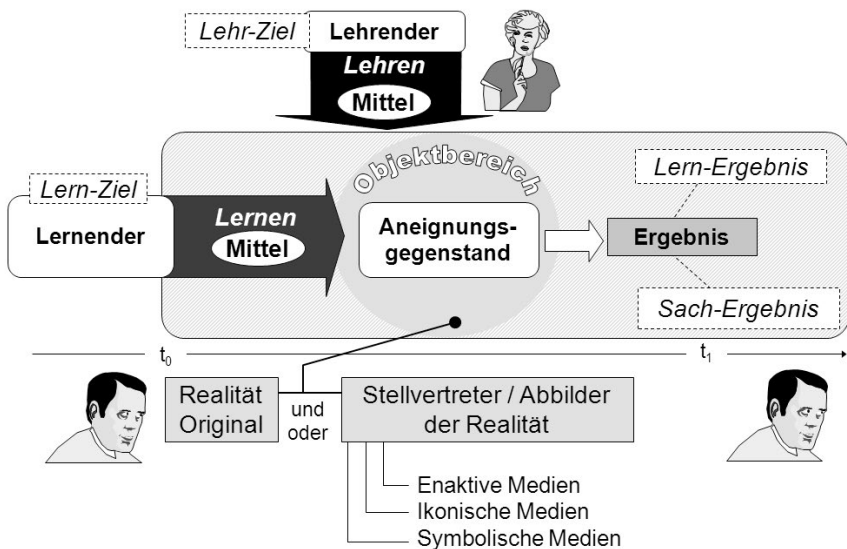 Lehr-Ziel
Lehrender
Lehren
Mittel
Objektbereich
Lern-Ziel
Lernender
Lernen
Mittel
Aneignungs-
gegenstand
Lern-Ergebnis
Ergebnis
Sach-Ergebnis
t0
t1
Realität
Original
und
oder
Stellvertreter / Abbilder
der Realität
Enaktive Medien
Ikonische Medien
Symbolische Medien